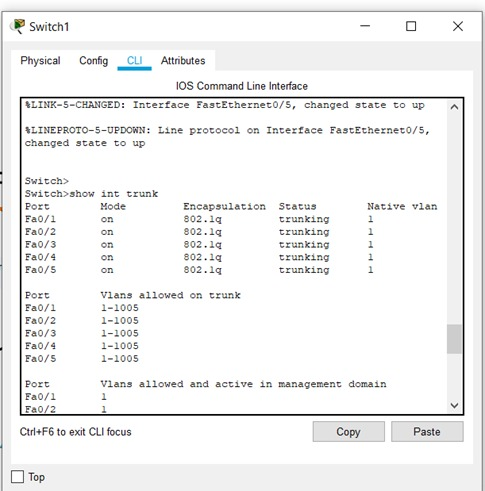 Switch1
Physical Config CLI Attributes
IOS Command Line Interface
%LINK-5-CHANGED: Interface FastEthernet0/5, changed state to up
%LINEPROTO-5-UPDOWN: Line protocol on Interface FastEthernet0/5,
changed state to up
Switch>
Switch>show int trunk
Port Mode Encapsulation Status Native vlan
Fa0/1 on 802.1q trunking 1
Fa0/2 on 802.1q trunking 1
Fa0/3 on 802.1q trunking 1
Fa0/4 on 802.1q trunking 1
Fa0/5 on 802.1q trunking 1
Port Vlans allowed on trunk
Fa0/1 1-1005
Fa0/2 1-1005
Fa0/3 1-1005
Fa0/4 1-1005
Fa0/5 1-1005
Port Vlans allowed and active in management domain
Fa0/1 1
Fa0/2 1
Ctrl+F6 to exit CLI focus
Copy Paste
Top